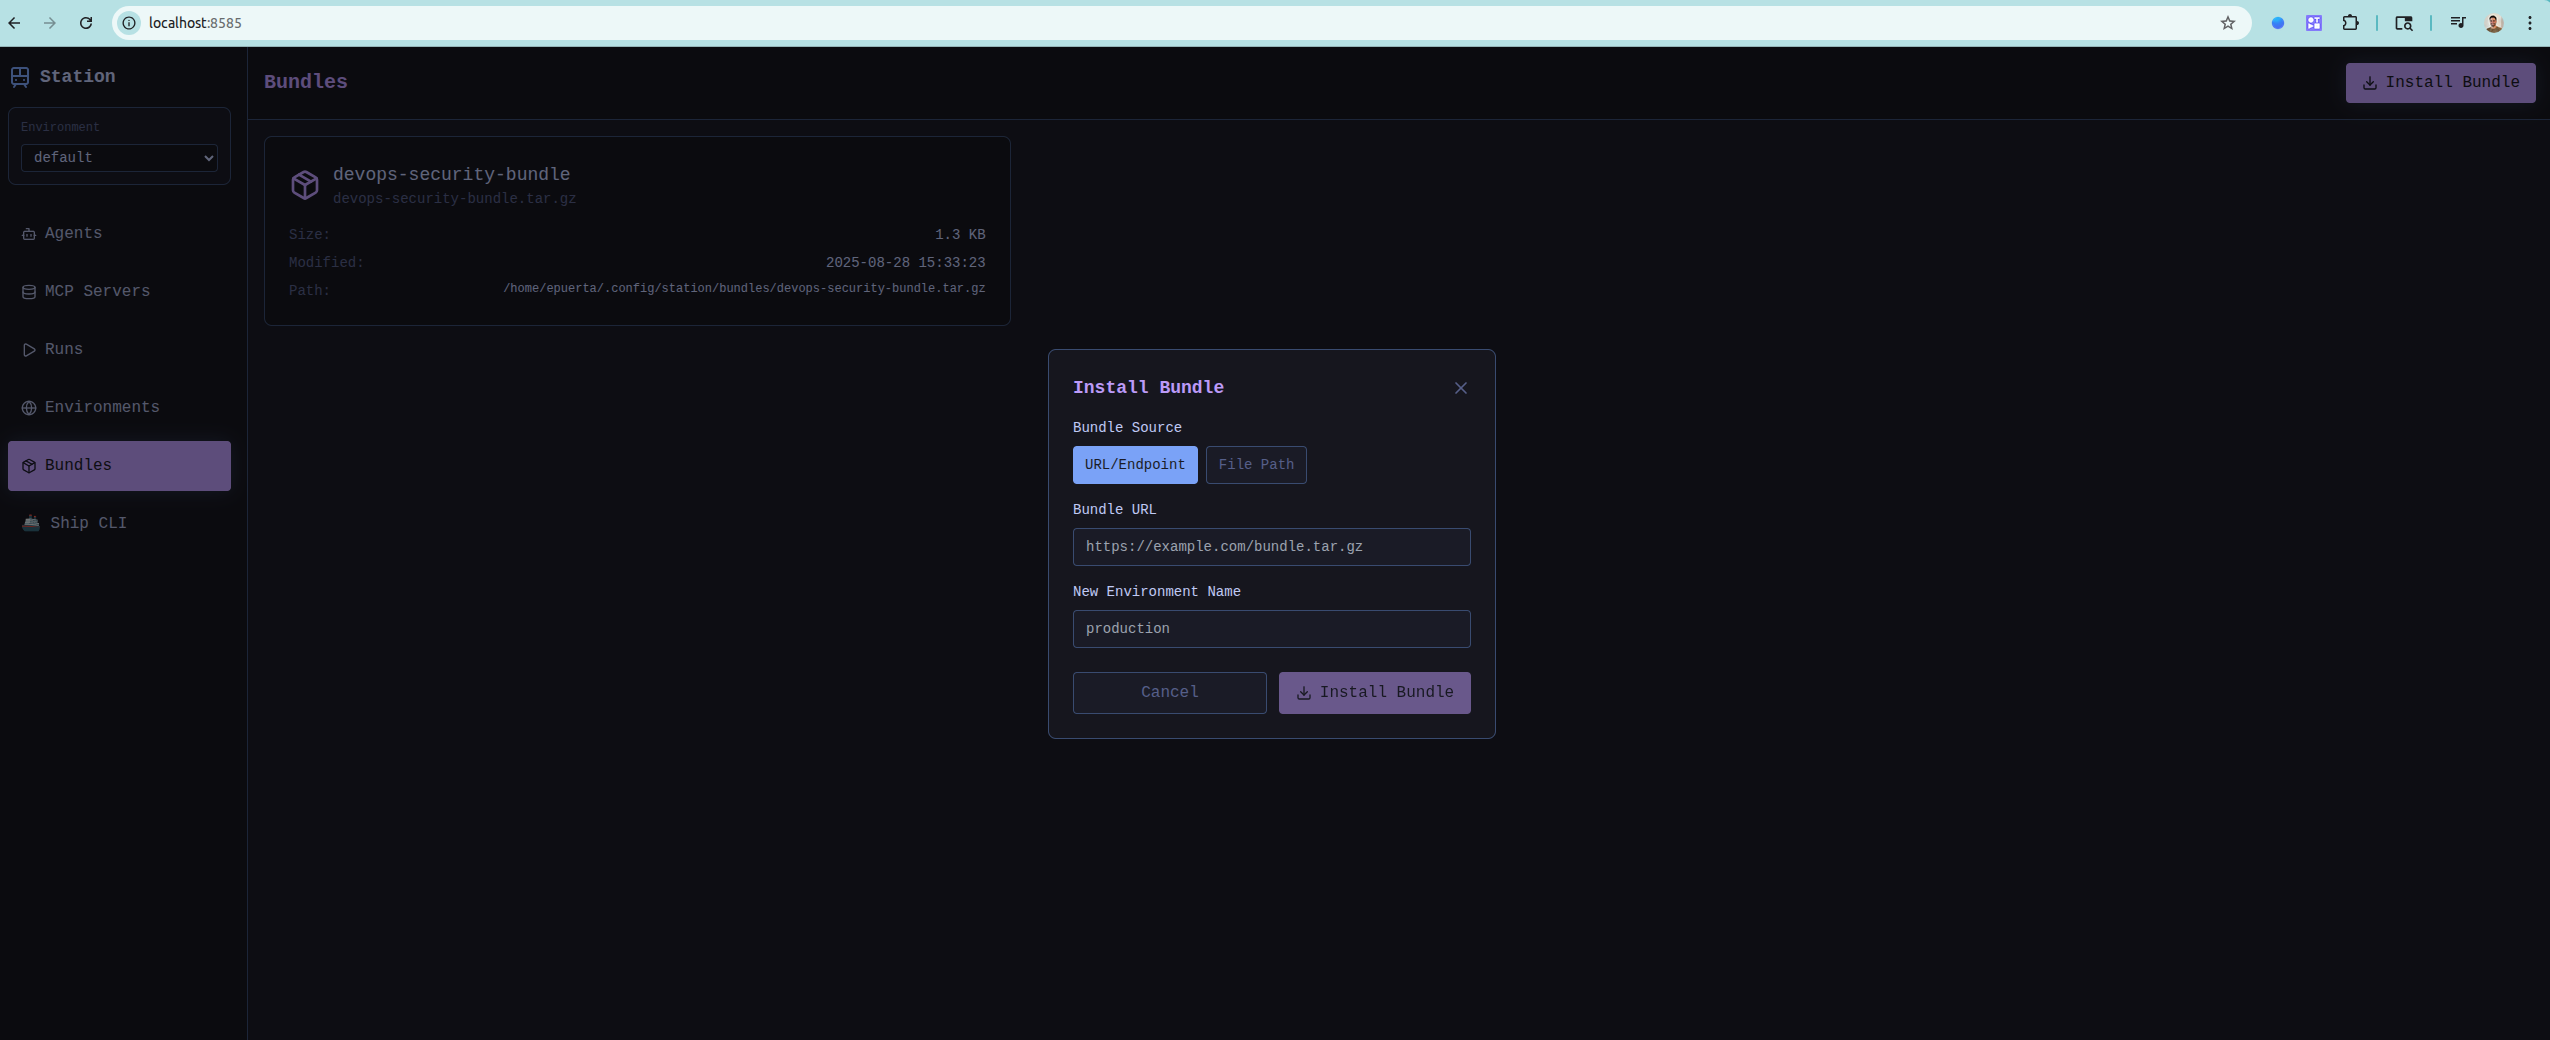 localhost:8585
Station
Environment
default
Agents
MCP Servers
Runs
Environments
Bundles
Ship CLI
Bundles
Install Bundle
devops-security-bundle
devops-security-bundle.tar.gz
Size: 1.3 KB
Modified: 2025-08-28 15:33:23
Path: /home/epuerta/.config/station/bundles/devops-security-bundle.tar.gz
Install Bundle
Bundle Source
URL/Endpoint File Path
Bundle URL
https://example.com/bundle.tar.gz
New Environment Name
production
Cancel Install Bundle